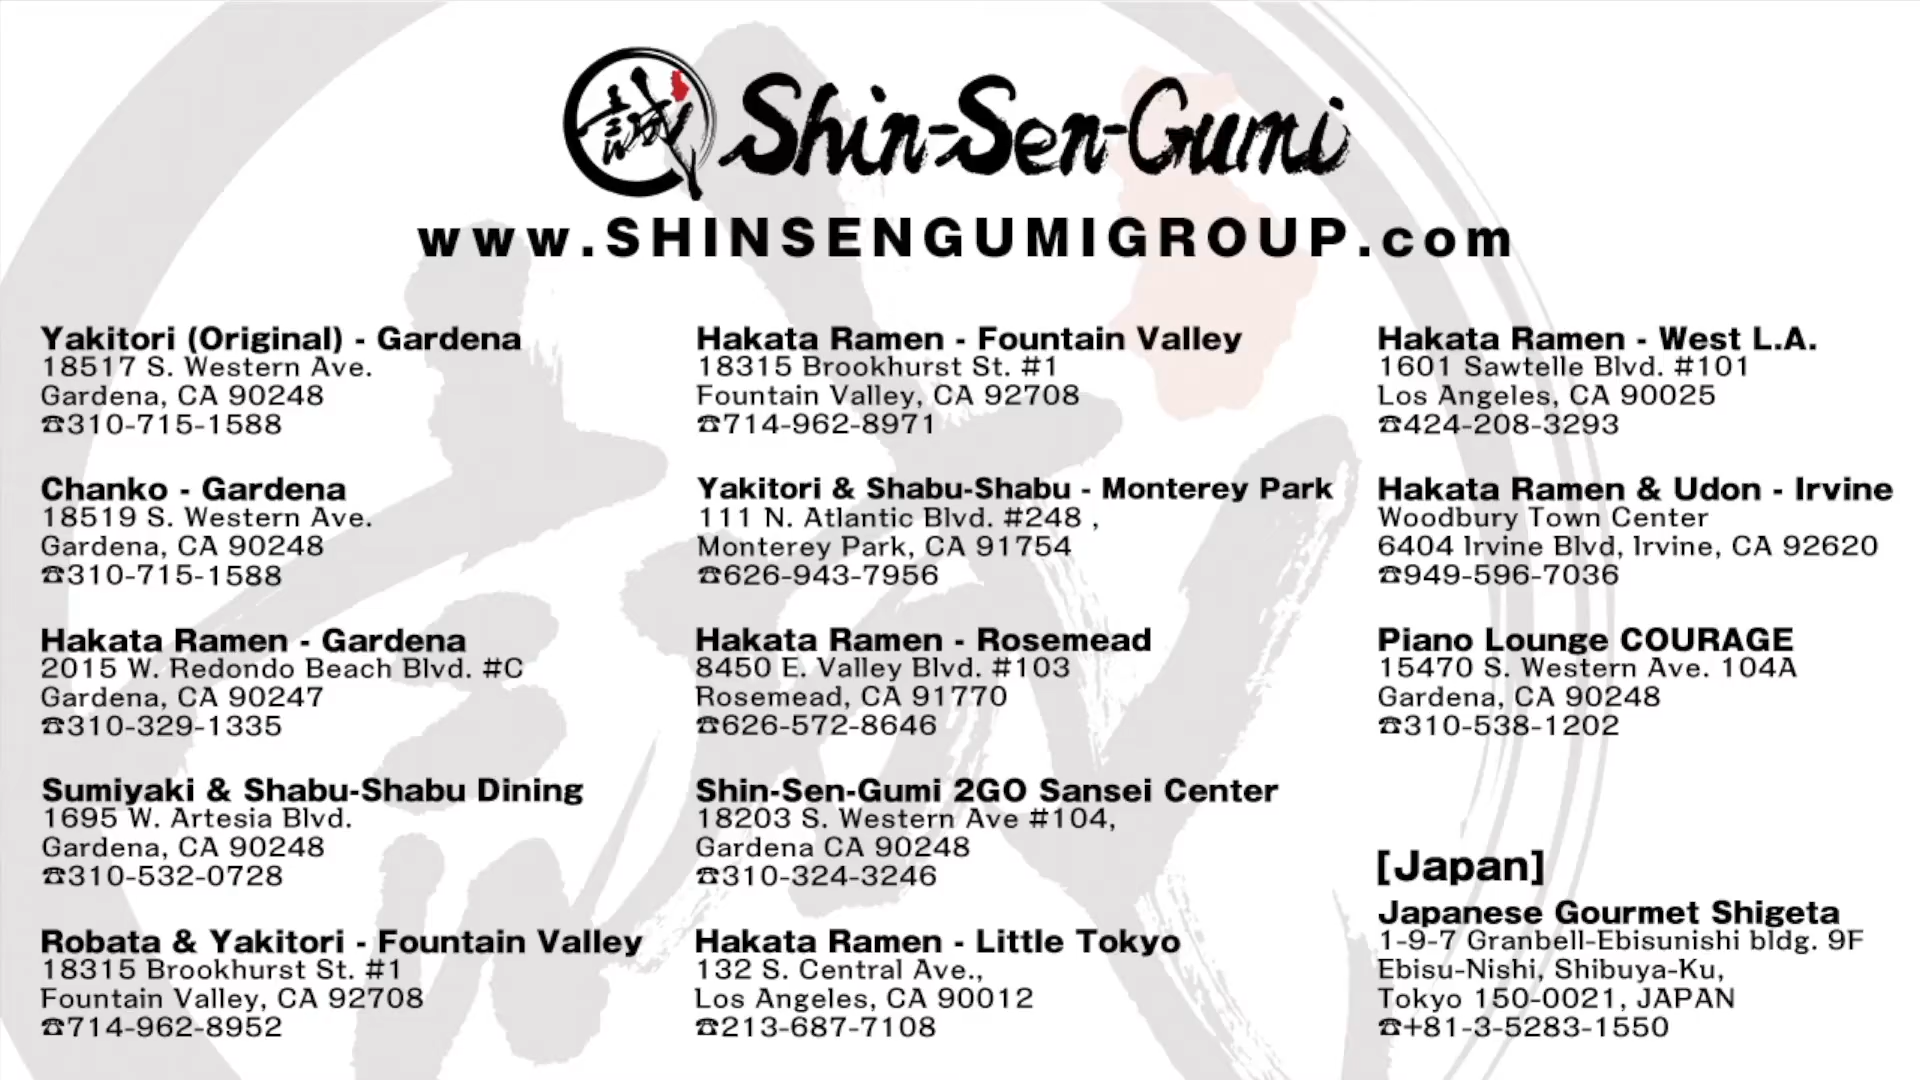 誠 Shin-Sen-Gumi
www.SHINSENGUMIGROUP.com
Yakitori (Original) - Gardena
18517 S. Western Ave.
Gardena, CA 90248
☎310-715-1588
Chanko - Gardena
18519 S. Western Ave.
Gardena, CA 90248
☎310-715-1588
Hakata Ramen - Gardena
2015 W. Redondo Beach Blvd. #C
Gardena, CA 90247
☎310-329-1335
Sumiyaki & Shabu-Shabu Dining
1695 W. Artesia Blvd.
Gardena, CA 90248
☎310-532-0728
Robata & Yakitori - Fountain Valley
18315 Brookhurst St. #1
Fountain Valley, CA 92708
☎714-962-8952
Hakata Ramen - Fountain Valley
18315 Brookhurst St. #1
Fountain Valley, CA 92708
☎714-962-8971
Yakitori & Shabu-Shabu - Monterey Park
111 N. Atlantic Blvd. #248 ,
Monterey Park, CA 91754
☎626-943-7956
Hakata Ramen - Rosemead
8450 E. Valley Blvd. #103
Rosemead, CA 91770
☎626-572-8646
Shin-Sen-Gumi 2GO Sansei Center
18203 S. Western Ave #104,
Gardena CA 90248
☎310-324-3246
Hakata Ramen - Little Tokyo
132 S. Central Ave.,
Los Angeles, CA 90012
☎213-687-7108
Hakata Ramen - West L.A.
1601 Sawtelle Blvd. #101
Los Angeles, CA 90025
☎424-208-3293
Hakata Ramen & Udon - Irvine
Woodbury Town Center
6404 Irvine Blvd, Irvine, CA 92620
☎949-596-7036
Piano Lounge COURAGE
15470 S. Western Ave. 104A
Gardena, CA 90248
☎310-538-1202
[Japan]
Japanese Gourmet Shigeta
1-9-7 Granbell-Ebisunishi bldg. 9F
Ebisu-Nishi, Shibuya-Ku,
Tokyo 150-0021, JAPAN
☎+81-3-5283-1550